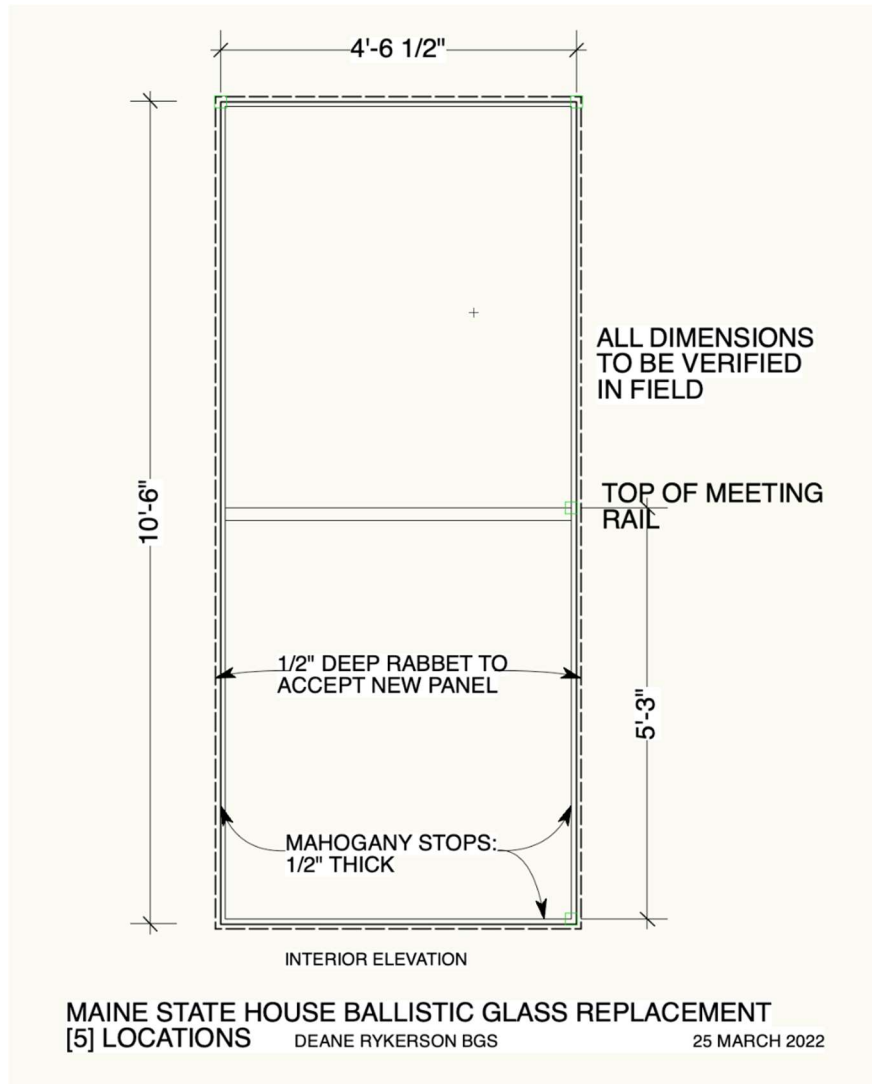 4'-6 1/2"
ALL DIMENSIONS
TO BE VERIFIED
IN FIELD
TOP OF MEETING
RAIL
10'-6"
1/2" DEEP RABBET TO
ACCEPT NEW PANEL
5'-3"
MAHOGANY STOPS:
1/2" THICK
INTERIOR ELEVATION
MAINE STATE HOUSE BALLISTIC GLASS REPLACEMENT
[5] LOCATIONS DEANE RYKERSON BGS 25 MARCH 2022